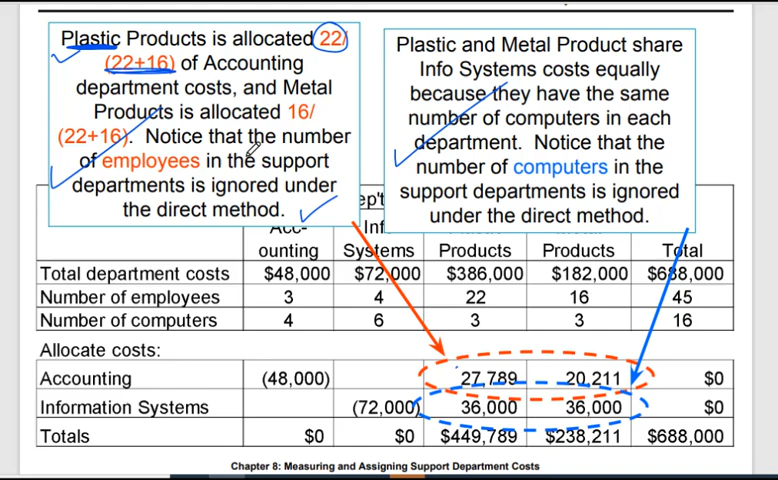 Plastic Products is allocated 22/
(22+16) of Accounting
department costs, and Metal
Products is allocated 16/
(22+16). Notice that the number
of employees in the support
departments is ignored under
the direct method.
Plastic and Metal Product share
Info Systems costs equally
because they have the same
number of computers in each
department. Notice that the
number of computers in the
support departments is ignored
under the direct method.
ep't
Acc- Inf
ounting Systems Products Products Total
Total department costs $48,000 $72,000 $386,000 $182,000 $688,000
Number of employees 3 4 22 16 45
Number of computers 4 6 3 3 16
Allocate costs:
Accounting (48,000) 27,789 20,211 $0
Information Systems (72,000) 36,000 36,000 $0
Totals $0 $0 $449,789 $238,211 $688,000
Chapter 8: Measuring and Assigning Support Department Costs